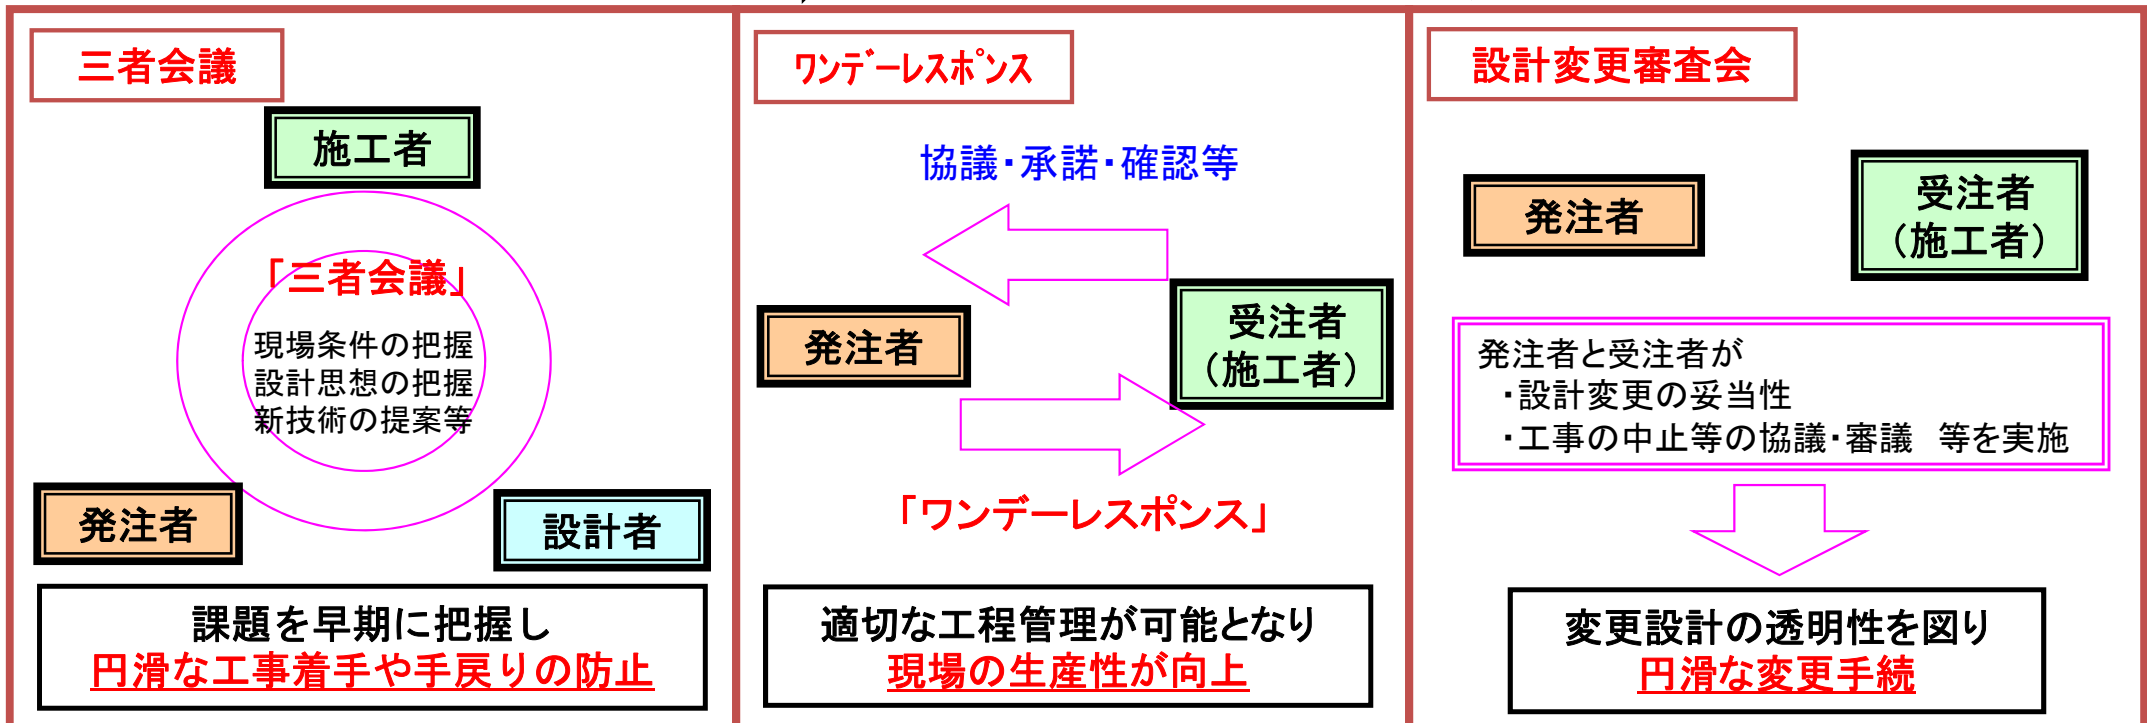 三者会議
施工者
「三者会議」
現場条件の把握
設計思想の把握
新技術の提案等
発注者
設計者
課題を早期に把握し
円滑な工事着手や手戻りの防止
ﾜﾝﾃﾞｰﾚｽﾎﾟﾝｽ
協議・承諾・確認等
発注者
受注者
(施工者)
「ワンデーレスポンス」
適切な工程管理が可能となり
現場の生産性が向上
設計変更審査会
発注者
受注者
(施工者)
発注者と受注者が
・設計変更の妥当性
・工事の中止等の協議・審議　等を実施
変更設計の透明性を図り
円滑な変更手続